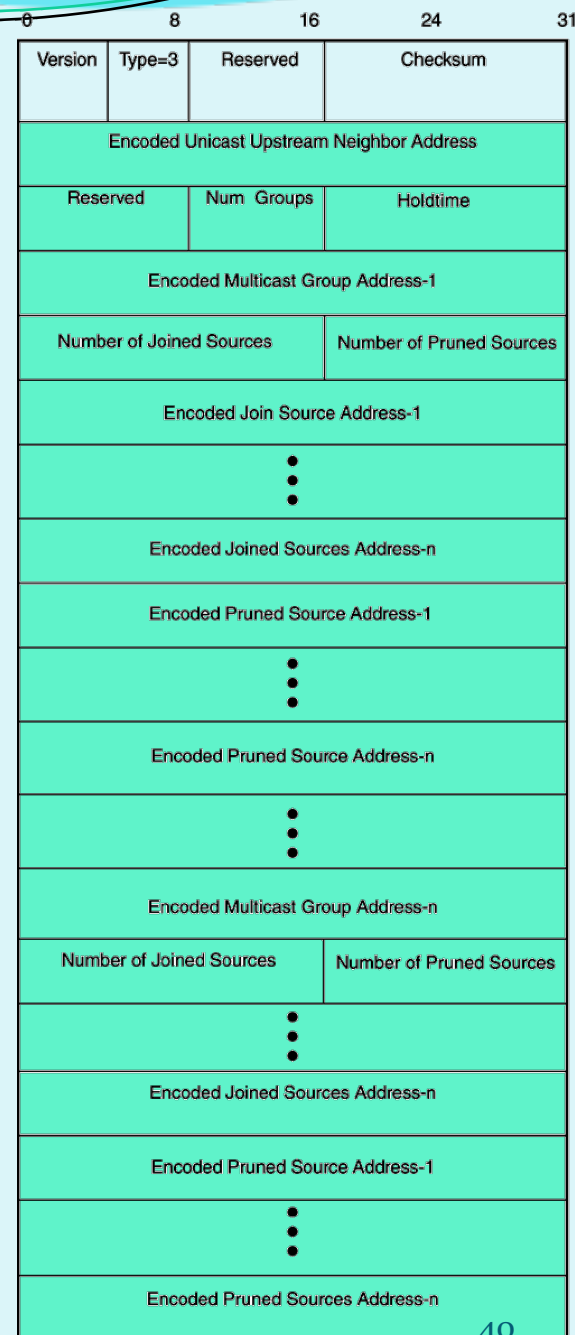 0 8 16 24 31
Version Type=3 Reserved Checksum
Encoded Unicast Upstream Neighbor Address
Reserved Num Groups Holdtime
Encoded Multicast Group Address-1
Number of Joined Sources Number of Pruned Sources
Encoded Join Source Address-1
Encoded Joined Sources Address-n
Encoded Pruned Source Address-1
Encoded Pruned Source Address-n
Encoded Multicast Group Address-n
Number of Joined Sources Number of Pruned Sources
Encoded Joined Sources Address-n
Encoded Pruned Source Address-1
Encoded Pruned Sources Address-n